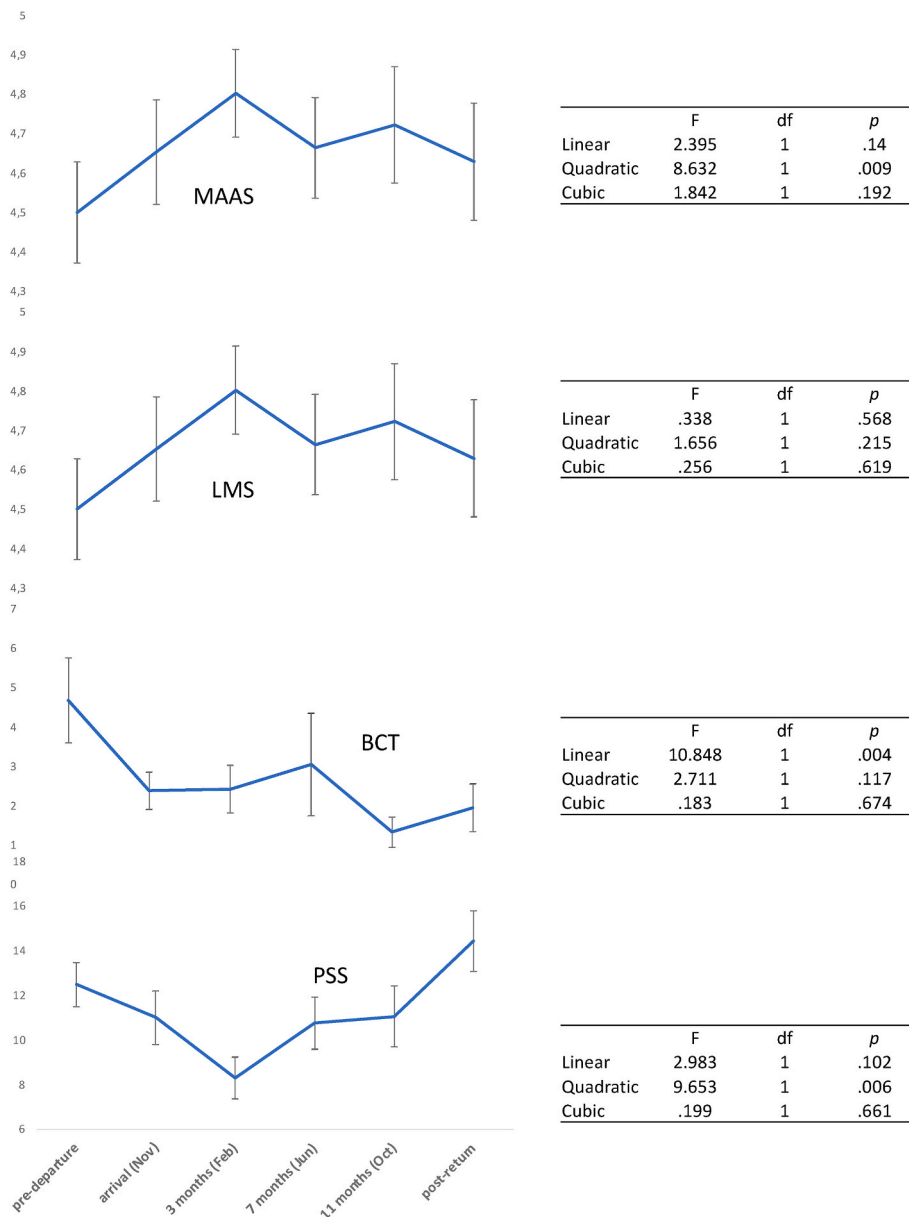 5
4,9
4,8
4,7
4,6
4,5
4,4
4,3
MAAS
F df p
Linear 2.395 1 .14
Quadratic 8.632 1 .009
Cubic 1.842 1 .192
5
4,9
4,8
4,7
4,6
4,5
4,4
4,3
LMS
F df p
Linear .338 1 .568
Quadratic 1.656 1 .215
Cubic .256 1 .619
7
6
5
4
3
2
1
0
BCT
F df p
Linear 10.848 1 .004
Quadratic 2.711 1 .117
Cubic .183 1 .674
18
16
14
12
10
8
6
PSS
F df p
Linear 2.983 1 .102
Quadratic 9.653 1 .006
Cubic .199 1 .661
pre-departure
arrival (Nov)
3 months (Feb)
7 months (Jun)
11 months (Oct)
post-return